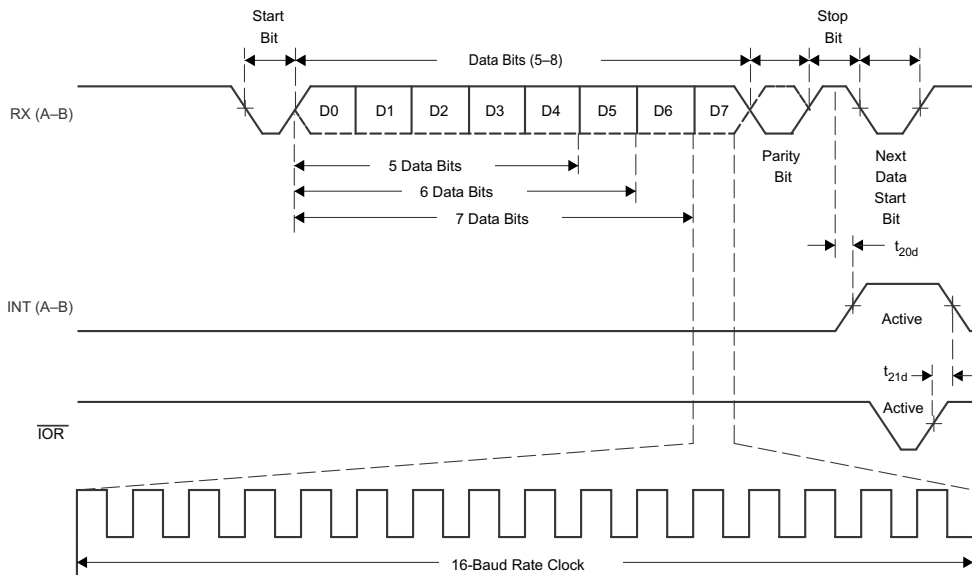 Start
Bit
Stop
Bit
Data Bits (5–8)
RX (A–B)
D0 D1 D2 D3 D4 D5 D6 D7
5 Data Bits
6 Data Bits
7 Data Bits
Parity
Bit
Next
Data
Start
Bit
t20d
INT (A–B)
Active
t21d
Active
IOR
16-Baud Rate Clock